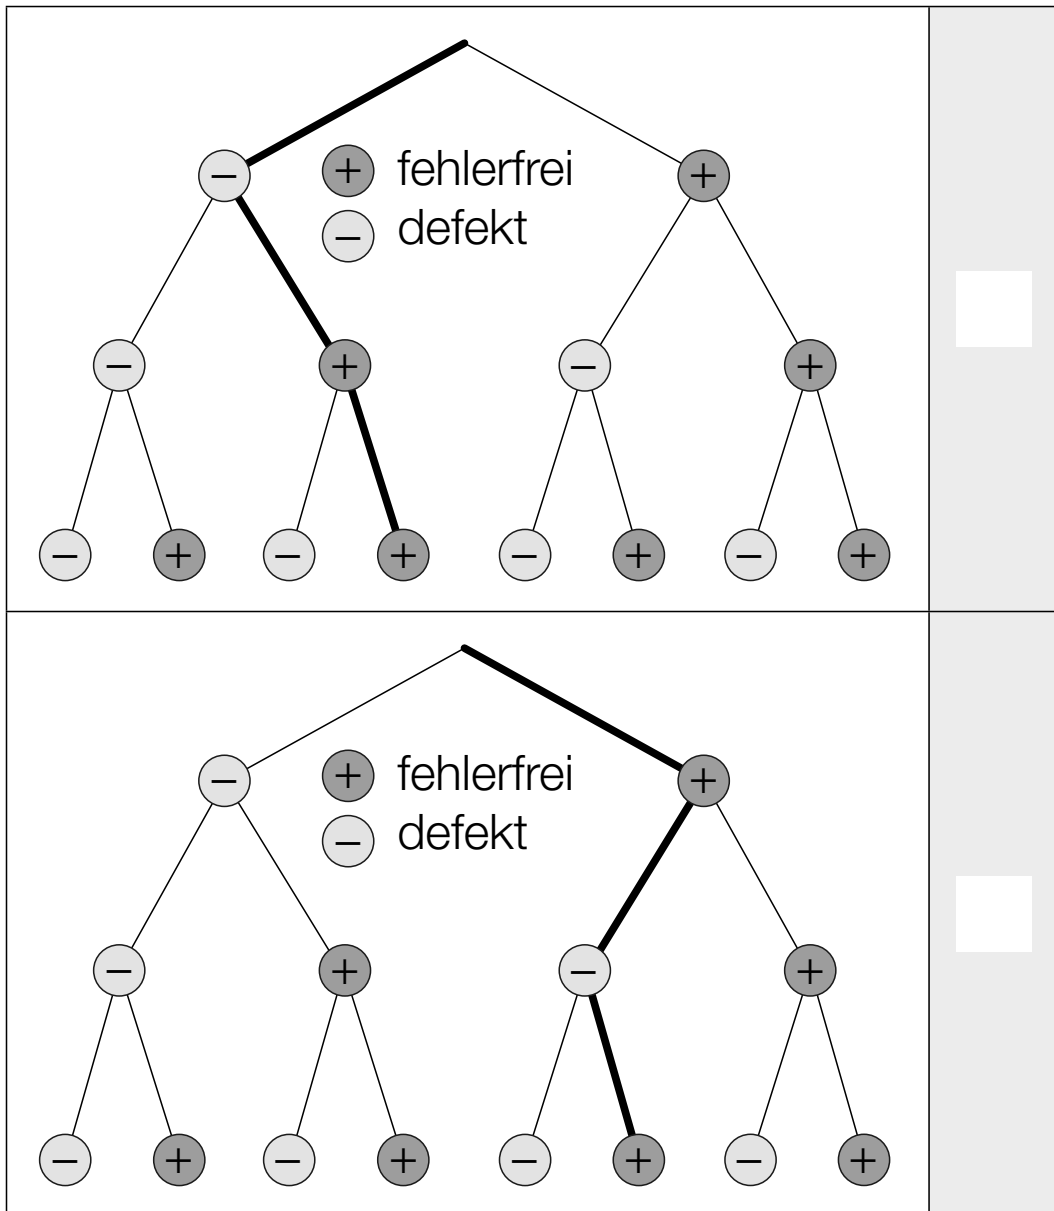 − + fehlerfrei +
− defekt
− + − +
− + − + − + − +
− + fehlerfrei +
− defekt
− + − +
− + − + − + − +